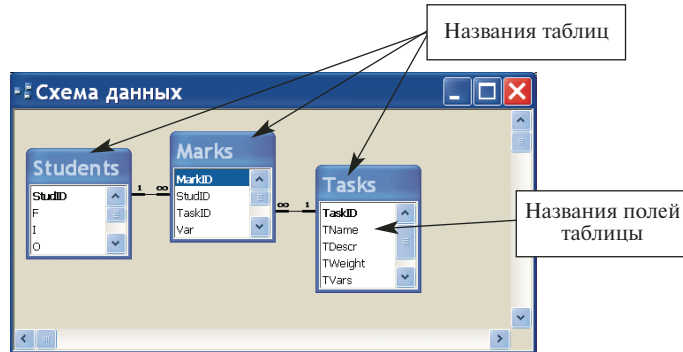 Названия таблиц
Схема данных
Students
StudID
F
I
O
1 ∞
Marks
MarkID
StudID
TaskID
Var
∞ 1
Tasks
TaskID
TName
TDescr
TWeight
TVars
Названия полей
таблицы